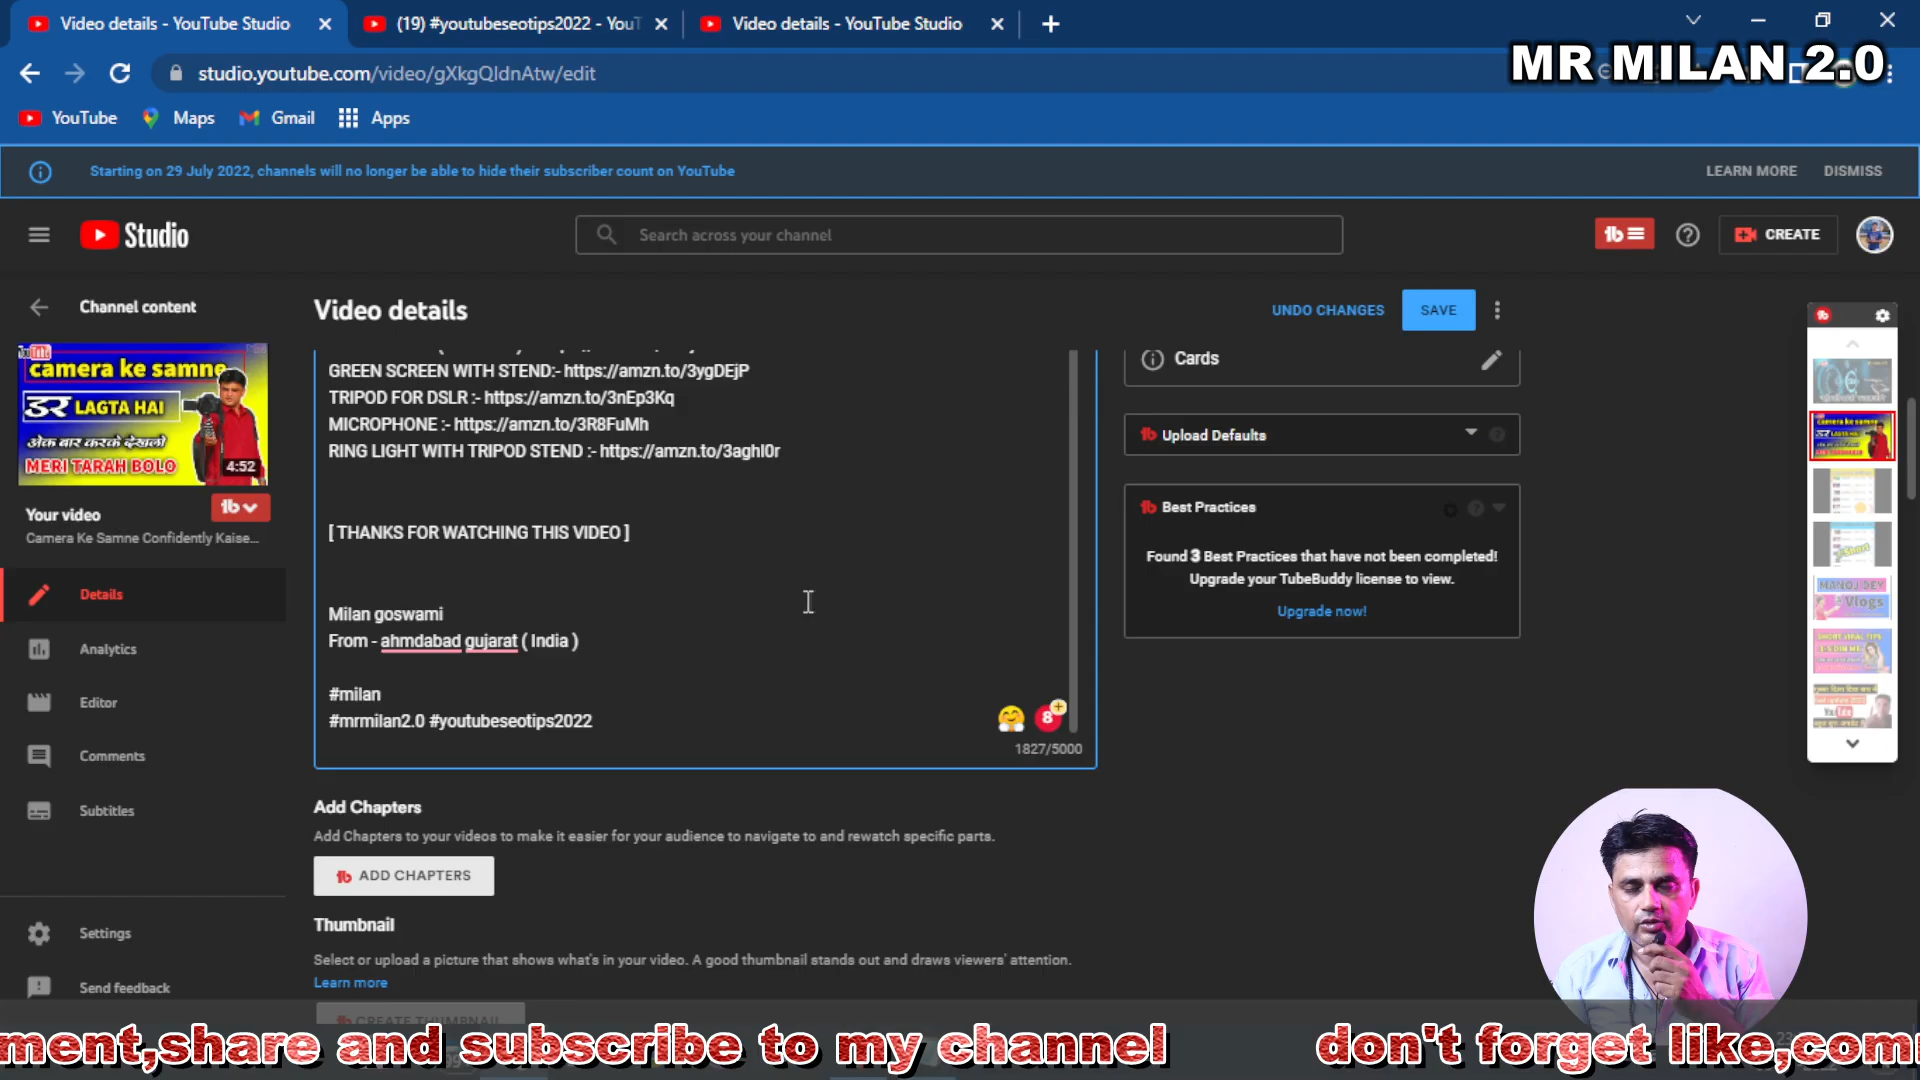 Video details - YouTube Studio
(19) #youtubeseotips2022 - YouT
Video details - YouTube Studio
studio.youtube.com/video/gXkgQldnAtw/edit
MR MILAN 2.0
YouTube
Maps
Gmail
Apps
Starting on 29 July 2022, channels will no longer be able to hide their subscriber count on YouTube
LEARN MORE
DISMISS
Studio
Search across your channel
CREATE
Channel content
Video details
UNDO CHANGES
SAVE
camera ke samne
डर LAGTA HAI
अेक बार करके देखलो
MERI TARAH BOLO
4:52
Your video
Camera Ke Samne Confidently Kaise...
Details
Analytics
Editor
Comments
Subtitles
Settings
Send feedback
GREEN SCREEN WITH STEND:- https://amzn.to/3ygDEjP
TRIPOD FOR DSLR :- https://amzn.to/3nEp3Kq
MICROPHONE :- https://amzn.to/3R8FuMh
RING LIGHT WITH TRIPOD STEND :- https://amzn.to/3aghl0r
[ THANKS FOR WATCHING THIS VIDEO ]
Milan goswami
From - ahmdabad gujarat ( India )
#milan
#mrmilan2.0 #youtubeseotips2022
8
1827/5000
Add Chapters
Add Chapters to your videos to make it easier for your audience to navigate to and rewatch specific parts.
ADD CHAPTERS
Thumbnail
Select or upload a picture that shows what's in your video. A good thumbnail stands out and draws viewers' attention.
Learn more
CREATE THUMBNAIL
Cards
Upload Defaults
Best Practices
Found 3 Best Practices that have not been completed!
Upgrade your TubeBuddy license to view.
Upgrade now!
MANOJ DEY
Vlogs
ment,share and subscribe to my channel
don't forget like,com